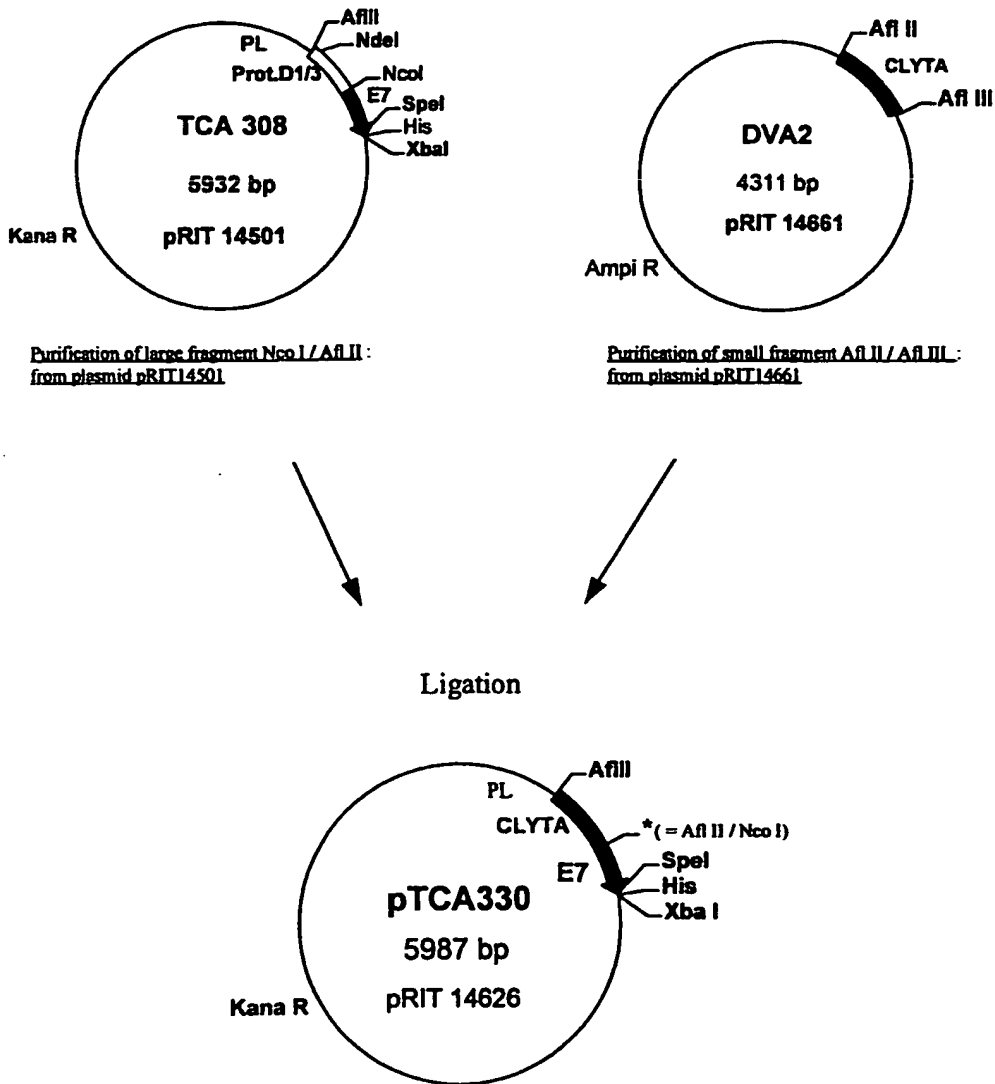 AflII
NdeI
PL
Prot.D1/3
NcoI
E7
SpeI
His
XbaI
TCA 308
5932 bp
pRIT 14501
Kana R
Afl II
CLYTA
Afl III
DVA2
4311 bp
pRIT 14661
Ampi R
Purification of large fragment Nco I / Afl II :
from plasmid pRIT14501
Purification of small fragment Afl II / Afl III :
from plasmid pRIT14661
Ligation
AflII
PL
CLYTA
*( = Afl II / Nco I)
E7
SpeI
His
Xba I
pTCA330
5987 bp
pRIT 14626
Kana R